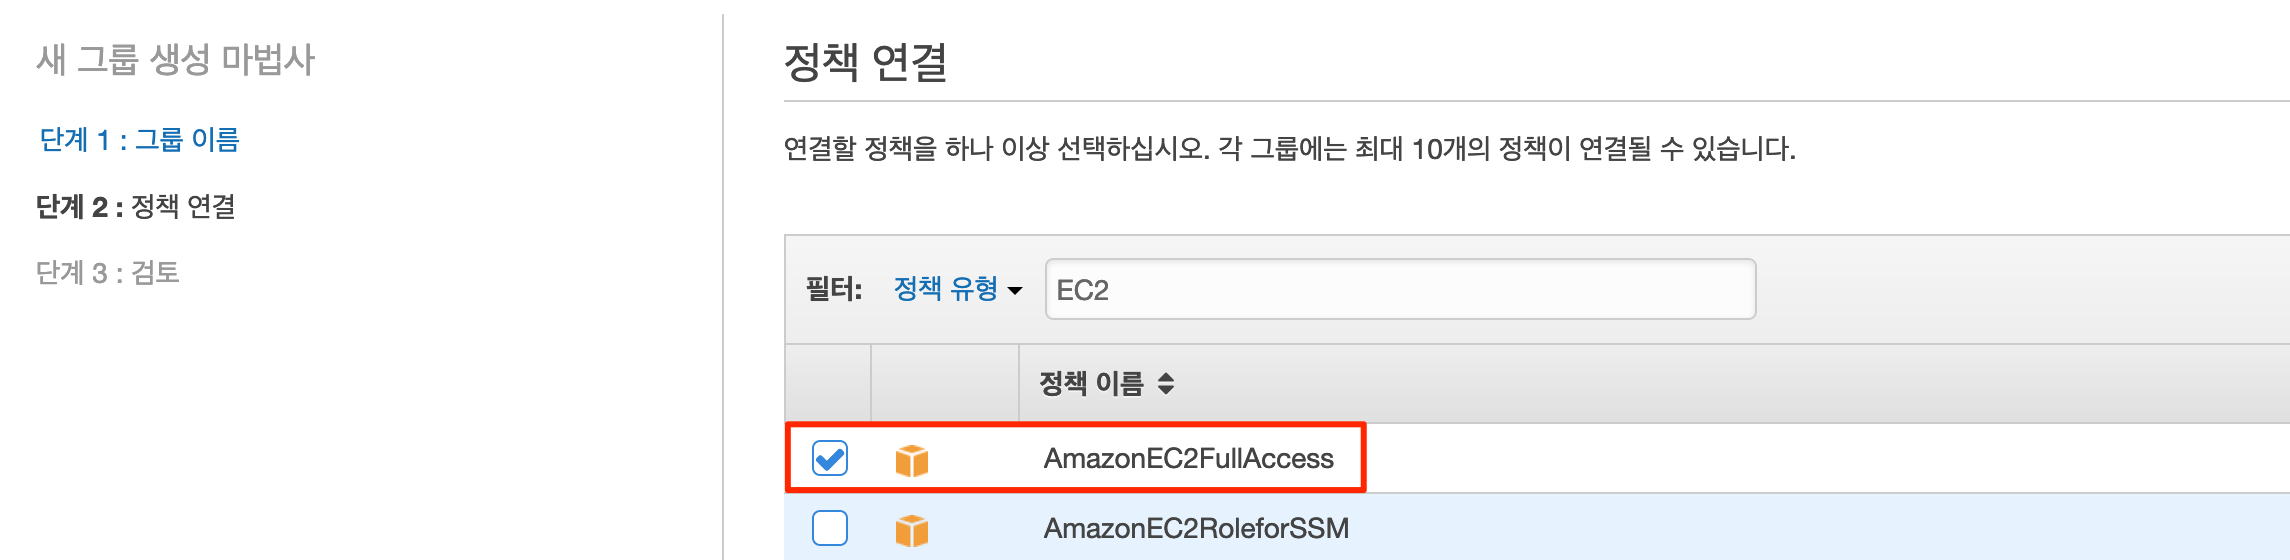 새 그룹 생성 마법사
단계 1 : 그룹 이름
단계 2 : 정책 연결
단계 3 : 검토
정책 연결
연결할 정책을 하나 이상 선택하십시오. 각 그룹에는 최대 10개의 정책이 연결될 수 있습니다.
필터: 정책 유형 EC2
정책 이름
AmazonEC2FullAccess
AmazonEC2RoleforSSM